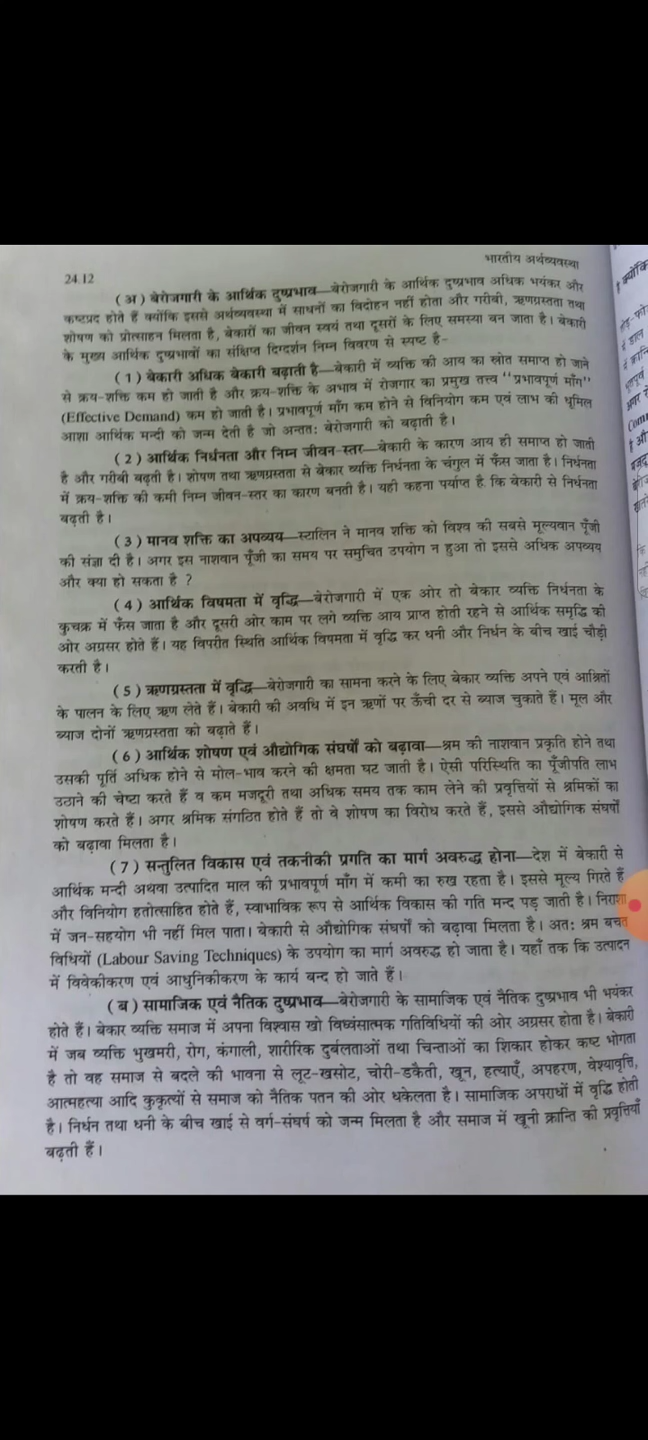 भारतीय अर्थव्यवस्था
24.12
(अ) बेरोजगारी के आर्थिक दुष्प्रभाव—बेरोजगारी के आर्थिक दुष्प्रभाव अधिक भयंकर और
कष्टप्रद होते हैं क्योंकि इससे अर्थव्यवस्था में साधनों का विदोहन नहीं होता और गरीबी, ऋणग्रस्तता तथा
शोषण को प्रोत्साहन मिलता है, बेकारों का जीवन स्वयं तथा दूसरों के लिए समस्या बन जाता है। बेकारी
के मुख्य आर्थिक दुष्प्रभावों का संक्षिप्त दिग्दर्शन निम्न विवरण से स्पष्ट है-
(1) बेकारी अधिक बेकारी बढ़ाती है—बेकारी में व्यक्ति की आय का स्रोत समाप्त हो जाने
से क्रय-शक्ति कम हो जाती है और क्रय-शक्ति के अभाव में रोजगार का प्रमुख तत्त्व "प्रभावपूर्ण माँग"
(Effective Demand) कम हो जाती है। प्रभावपूर्ण माँग कम होने से विनियोग कम एवं लाभ की धूमिल
आशा आर्थिक मन्दी को जन्म देती है जो अन्ततः बेरोजगारी को बढ़ाती है।
(2) आर्थिक निर्धनता और निम्न जीवन-स्तर—बेकारी के कारण आय ही समाप्त हो जाती
है और गरीबी बढ़ती है। शोषण तथा ऋणग्रस्तता से बेकार व्यक्ति निर्धनता के चंगुल में फँस जाता है। निर्धनता
में क्रय-शक्ति की कमी निम्न जीवन-स्तर का कारण बनती है। यही कहना पर्याप्त है कि बेकारी से निर्धनता
बढ़ती है।
(3) मानव शक्ति का अपव्यय—स्टालिन ने मानव शक्ति को विश्व की सबसे मूल्यवान पूँजी
की संज्ञा दी है। अगर इस नाशवान पूँजी का समय पर समुचित उपयोग न हुआ तो इससे अधिक अपव्यय
और क्या हो सकता है ?
(4) आर्थिक विषमता में वृद्धि—बेरोजगारी में एक ओर तो बेकार व्यक्ति निर्धनता के
कुचक्र में फँस जाता है और दूसरी ओर काम पर लगे व्यक्ति आय प्राप्त होती रहने से आर्थिक समृद्धि की
ओर अग्रसर होते हैं। यह विपरीत स्थिति आर्थिक विषमता में वृद्धि कर धनी और निर्धन के बीच खाई चौड़ी
करती है।
(5) ऋणग्रस्तता में वृद्धि—बेरोजगारी का सामना करने के लिए बेकार व्यक्ति अपने एवं आश्रितों
के पालन के लिए ऋण लेते हैं। बेकारी की अवधि में इन ऋणों पर ऊँची दर से ब्याज चुकाते हैं। मूल और
ब्याज दोनों ऋणग्रस्तता को बढ़ाते हैं।
(6) आर्थिक शोषण एवं औद्योगिक संघर्षों को बढ़ावा—श्रम की नाशवान प्रकृति होने तथा
उसकी पूर्ति अधिक होने से मोल-भाव करने की क्षमता घट जाती है। ऐसी परिस्थिति का पूँजीपति लाभ
उठाने की चेष्टा करते हैं व कम मजदूरी तथा अधिक समय तक काम लेने की प्रवृत्तियों से श्रमिकों का
शोषण करते हैं। अगर श्रमिक संगठित होते हैं तो वे शोषण का विरोध करते हैं, इससे औद्योगिक संघर्षों
को बढ़ावा मिलता है।
(7) सन्तुलित विकास एवं तकनीकी प्रगति का मार्ग अवरुद्ध होना—देश में बेकारी से
आर्थिक मन्दी अथवा उत्पादित माल की प्रभावपूर्ण माँग में कमी का रुख रहता है। इससे मूल्य गिरते हैं
और विनियोग हतोत्साहित होते हैं, स्वाभाविक रूप से आर्थिक विकास की गति मन्द पड़ जाती है। निराशा
में जन-सहयोग भी नहीं मिल पाता। बेकारी से औद्योगिक संघर्षों को बढ़ावा मिलता है। अतः श्रम बचत
विधियों (Labour Saving Techniques) के उपयोग का मार्ग अवरुद्ध हो जाता है। यहाँ तक कि उत्पादन
में विवेकीकरण एवं आधुनिकीकरण के कार्य बन्द हो जाते हैं।
(ब) सामाजिक एवं नैतिक दुष्प्रभाव—बेरोजगारी के सामाजिक एवं नैतिक दुष्प्रभाव भी भयंकर
होते हैं। बेकार व्यक्ति समाज में अपना विश्वास खो विध्वंसात्मक गतिविधियों की ओर अग्रसर होता है। बेकारी
में जब व्यक्ति भुखमरी, रोग, कंगाली, शारीरिक दुर्बलताओं तथा चिन्ताओं का शिकार होकर कष्ट भोगता
है तो वह समाज से बदले की भावना से लूट-खसोट, चोरी-डकैती, खून, हत्याएँ, अपहरण, वेश्यावृत्ति,
आत्महत्या आदि कुकृत्यों से समाज को नैतिक पतन की ओर धकेलता है। सामाजिक अपराधों में वृद्धि होती
है। निर्धन तथा धनी के बीच खाई से वर्ग-संघर्ष को जन्म मिलता है और समाज में खूनी क्रान्ति की प्रवृत्तियाँ
बढ़ती हैं।